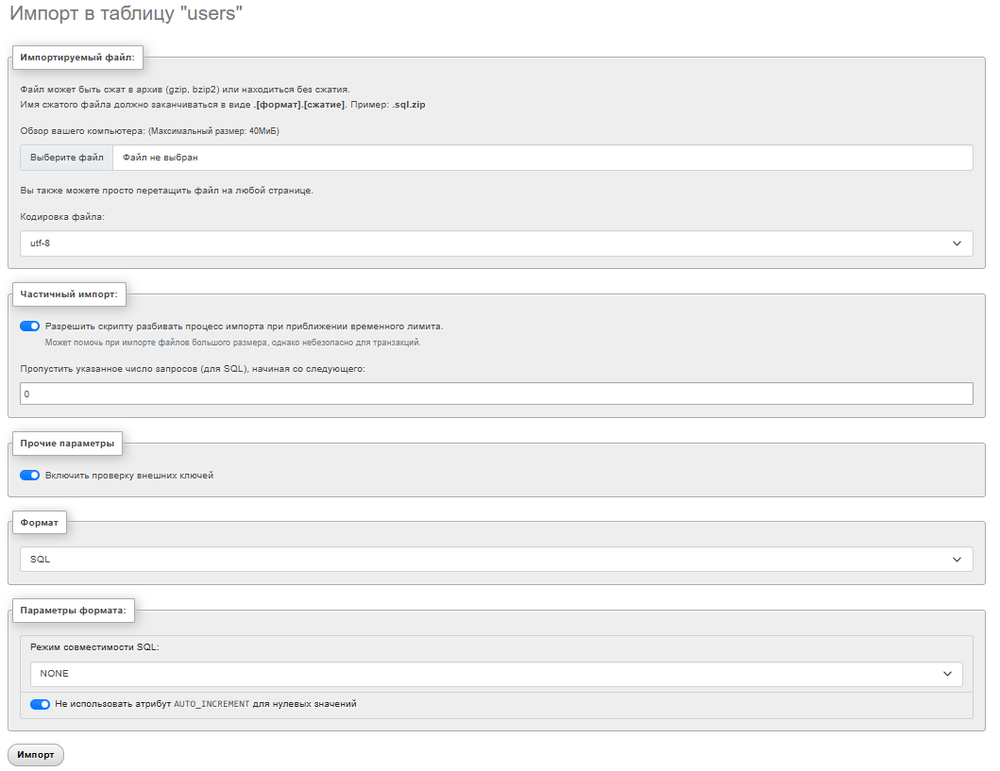 Импорт в таблицу "users"
Импортируемый файл:
Файл может быть сжат в архив (gzip, bzip2) или находиться без сжатия.
Имя сжатого файла должно заканчиваться в виде .[формат].[сжатие]. Пример: .sql.zip
Обзор вашего компьютера: (Максимальный размер: 40МиБ)
Выберите файл Файл не выбран
Вы также можете просто перетащить файл на любой странице.
Кодировка файла:
utf-8
Частичный импорт:
Разрешить скрипту разбивать процесс импорта при приближении временного лимита.
Может помочь при импорте файлов большого размера, однако небезопасно для транзакций.
Пропустить указанное число запросов (для SQL), начиная со следующего:
0
Прочие параметры
Включить проверку внешних ключей
Формат
SQL
Параметры формата:
Режим совместимости SQL:
NONE
Не использовать атрибут AUTO_INCREMENT для нулевых значений
Импорт